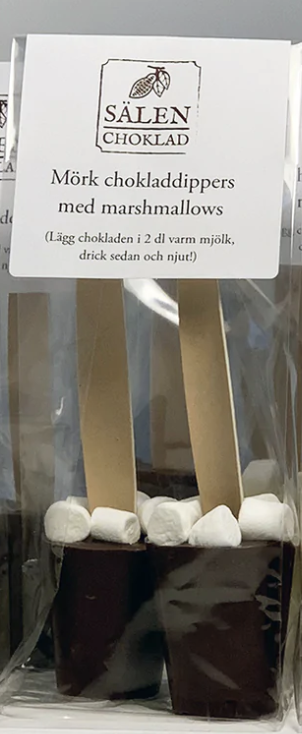 SÄLEN
CHOKLAD
Mörk chokladdippers
med marshmallows
(Lägg chokladen i 2 dl varm mjölk,
drick sedan och njut!)